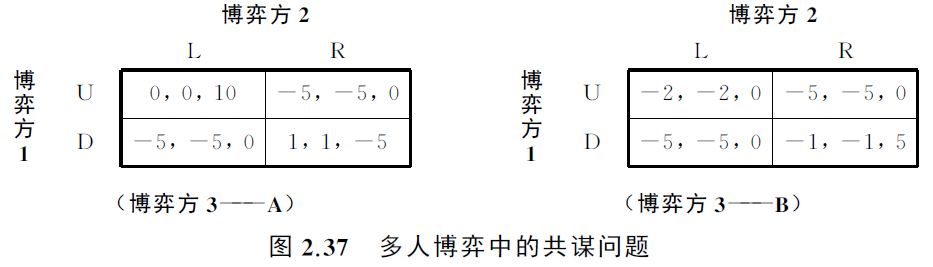 博弈方 2 博弈方 2
L R L R
博弈方1 U 0，0，10 －5，－5，0 博弈方1 U －2，－2，0 －5，－5，0
D －5，－5，0 1，1，－5 D －5，－5，0 －1，－1，5
（博弈方 3——A） （博弈方 3——B）
图 2.37 多人博弈中的共谋问题